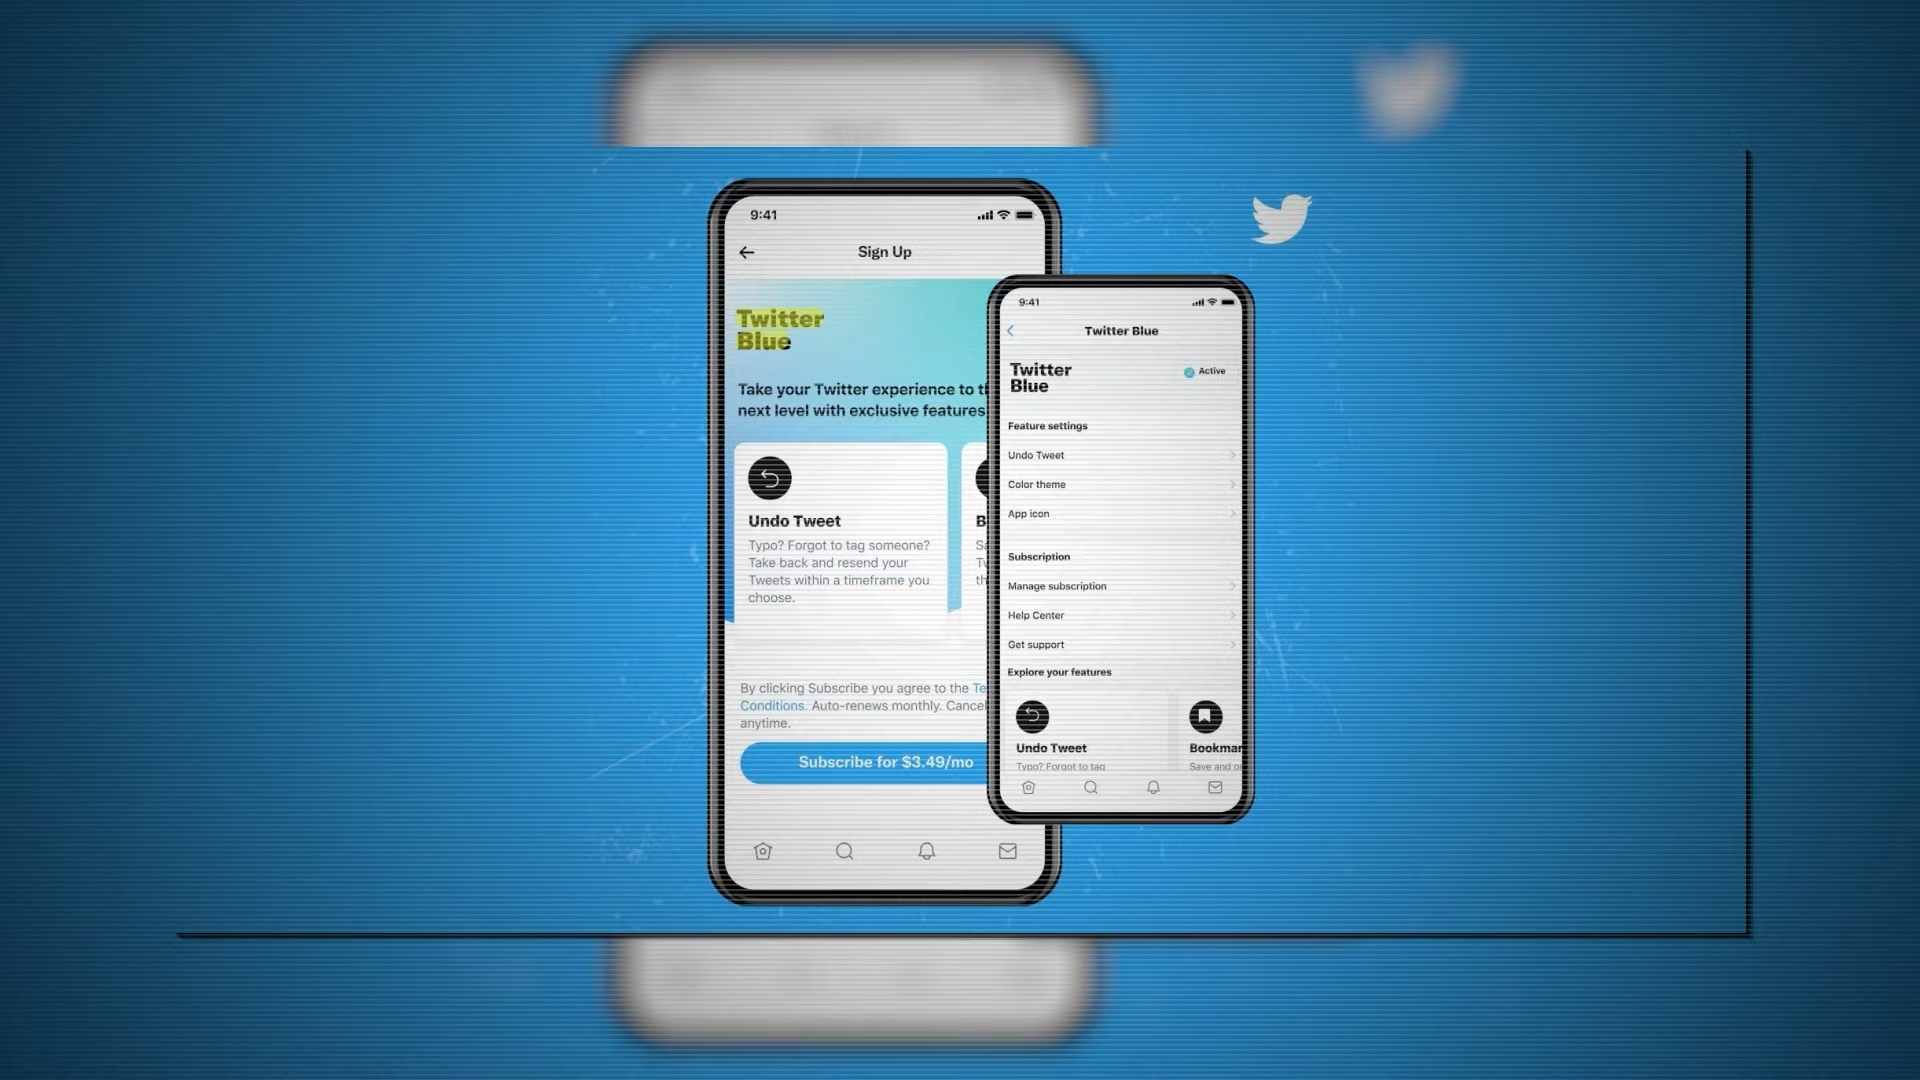 9:41
Sign Up
Twitter
Blue
Take your Twitter experience to
next level with exclusive features
Undo Tweet
Typo? Forgot to tag someone?
Take back and resend your
Tweets within a timeframe you
choose.
By clicking Subscribe you agree to the
Conditions. Auto-renews monthly. Cancel
anytime.
Subscribe for $3.49/mo
9:41
Twitter Blue
Twitter
Blue
Active
Feature settings
Undo Tweet
Color theme
App icon
Subscription
Manage subscription
Help Center
Get support
Explore your features
Undo Tweet
Typo? Forgot to tag
Bookmar
Save and